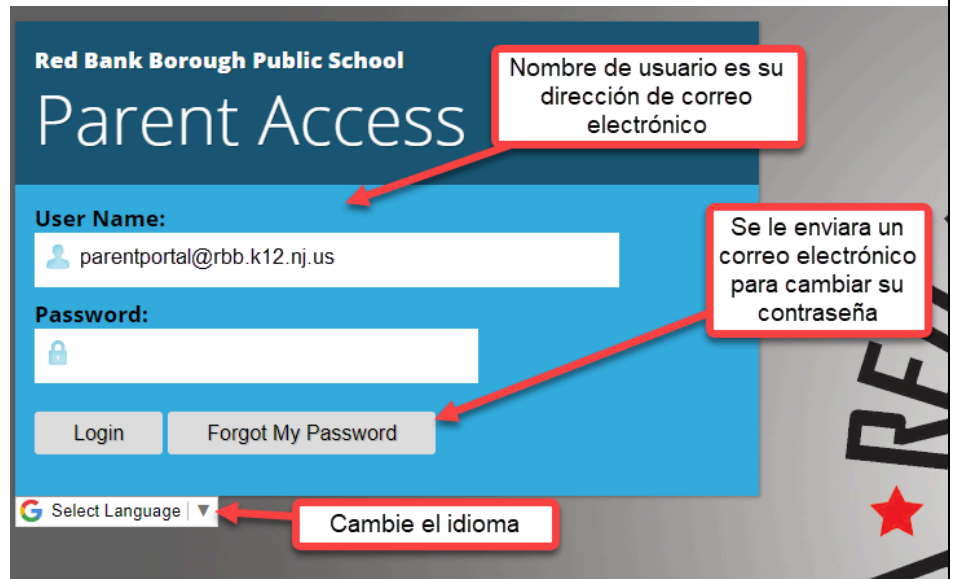 Red Bank Borough Public School
Parent Access
Nombre de usuario es su
dirección de correo
electrónico
User Name:
parentportal@rbb.k12.nj.us
Se le enviara un
correo electrónico
para cambiar su
contraseña
Password:
Login
Forgot My Password
Select Language ▼
Cambie el idioma